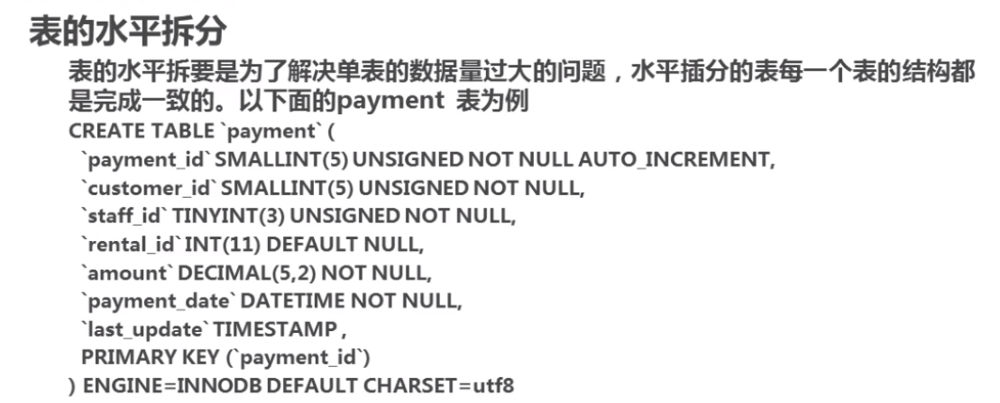 表的水平拆分
表的水平拆要是为了解决单表的数据量过大的问题，水平插分的表每一个表的结构都
是完成一致的。以下面的payment 表为例
CREATE TABLE `payment` (
`payment_id` SMALLINT(5) UNSIGNED NOT NULL AUTO_INCREMENT,
`customer_id` SMALLINT(5) UNSIGNED NOT NULL,
`staff_id` TINYINT(3) UNSIGNED NOT NULL,
`rental_id` INT(11) DEFAULT NULL,
`amount` DECIMAL(5,2) NOT NULL,
`payment_date` DATETIME NOT NULL,
`last_update` TIMESTAMP ,
PRIMARY KEY (`payment_id`)
) ENGINE=INNODB DEFAULT CHARSET=utf8